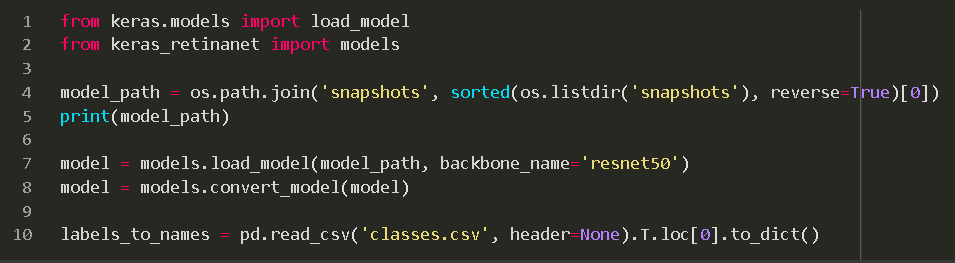 1 from keras.models import load_model
2 from keras_retinanet import models
3
4 model_path = os.path.join('snapshots', sorted(os.listdir('snapshots'), reverse=True)[0])
5 print(model_path)
6
7 model = models.load_model(model_path, backbone_name='resnet50')
8 model = models.convert_model(model)
9
10 labels_to_names = pd.read_csv('classes.csv', header=None).T.loc[0].to_dict()